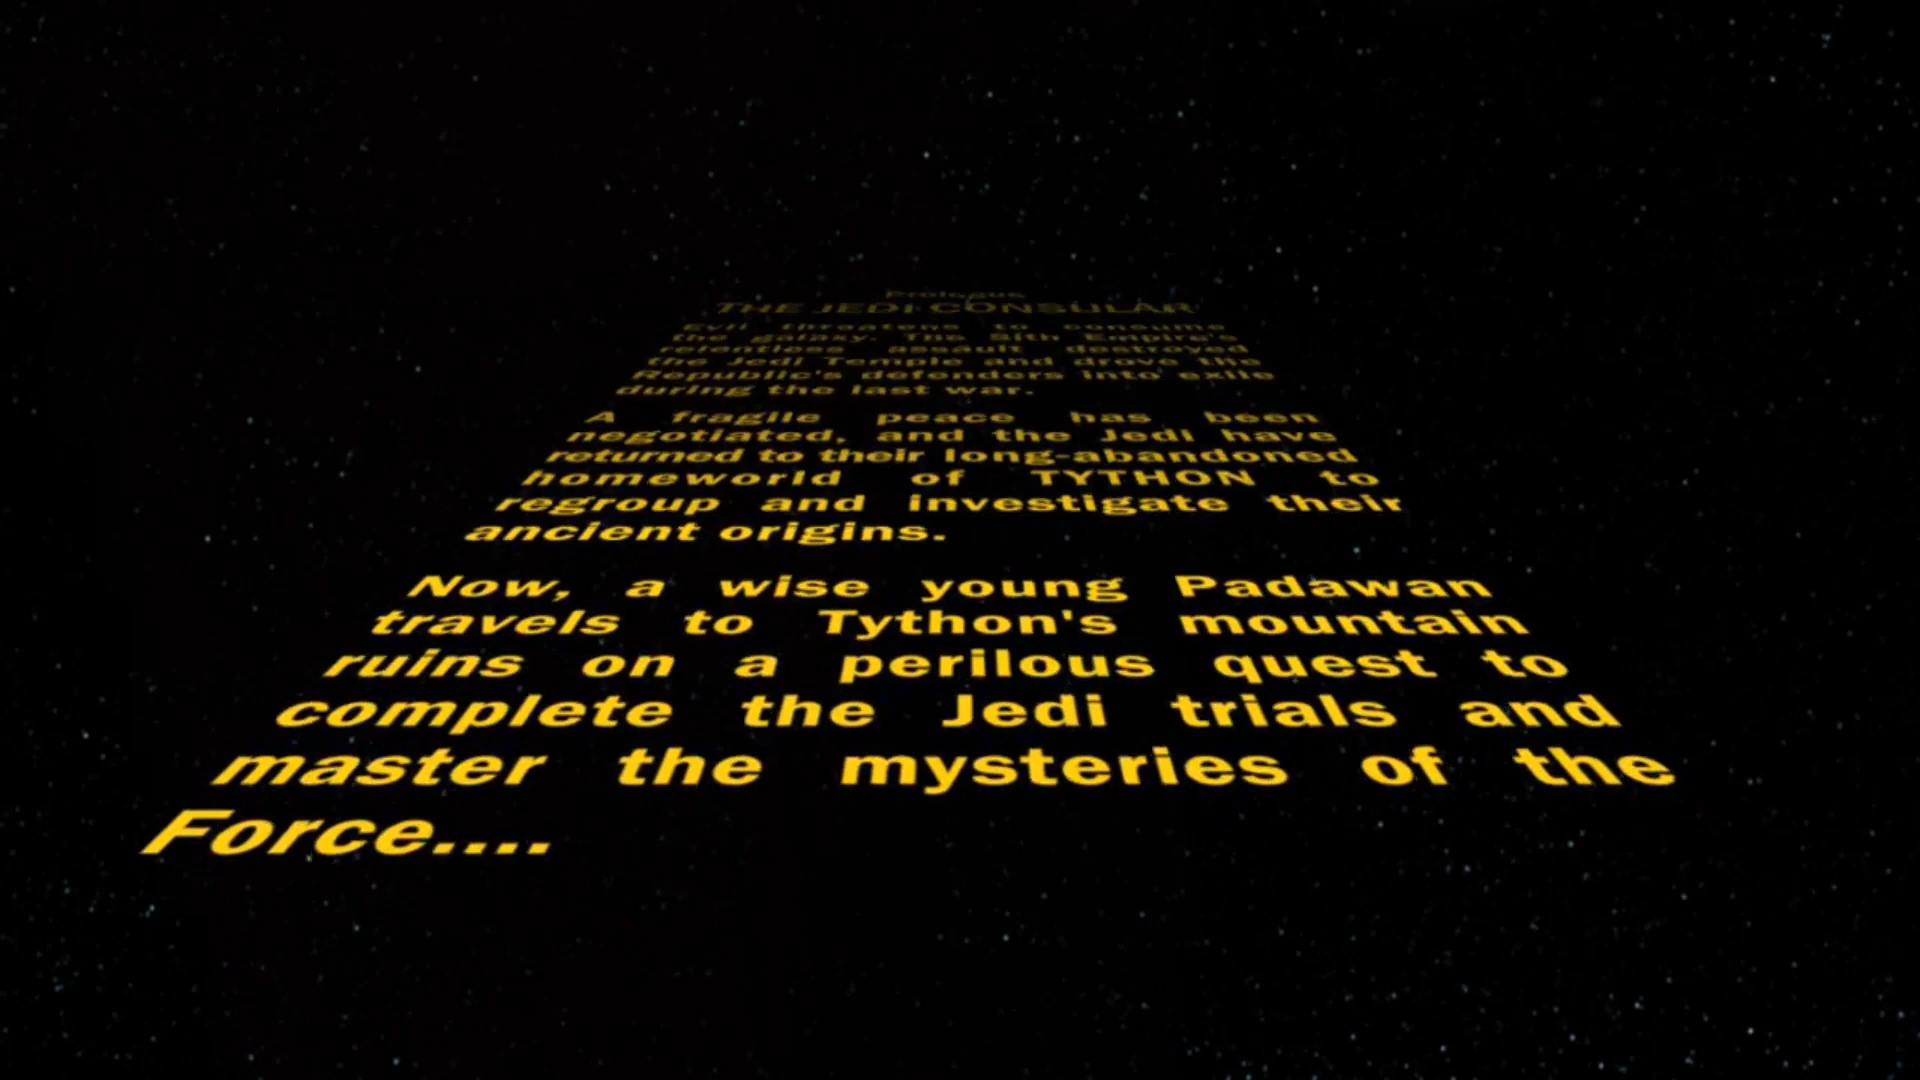 Prologue
THE JEDI CONSULAR
Evil threatens to consume
the galaxy. The Sith Empire's
relentless assault destroyed
the Jedi Temple and drove the
Republic's defenders into exile
during the last war.
A fragile peace has been
negotiated, and the Jedi have
returned to their long-abandoned
homeworld of TYTHON to
regroup and investigate their
ancient origins.
Now, a wise young Padawan
travels to Tython's mountain
ruins on a perilous quest to
complete the Jedi trials and
master the mysteries of the
Force....